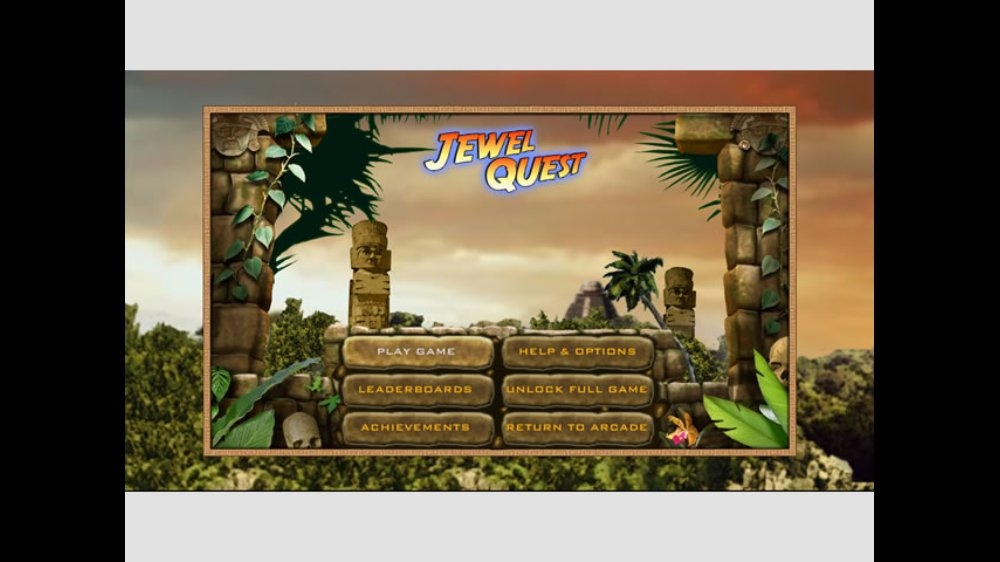 JEWEL
QUEST
PLAY GAME
HELP & OPTIONS
LEADERBOARDS
UNLOCK FULL GAME
ACHIEVEMENTS
RETURN TO ARCADE